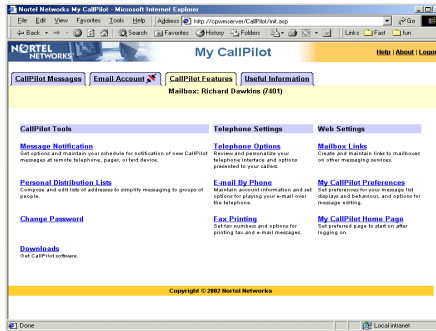 Nortel Networks My CallPilot - Microsoft Internet Explorer
File Edit View Favorites Tools Help Address http://cpwmserver/CallPilot/init.asp Go
Back Search Favorites History Folders Links Fast fun
NORTEL NETWORKS
My CallPilot
Help | About | Logo
CallPilot Messages Email Account CallPilot Features Useful Information
Mailbox: Richard Dawkins (7401)
CallPilot Tools
Message Notification
Set options and maintain your schedule for notification of new CallPilot
messages at remote telephone, pager, or text device.
Personal Distribution Lists
Compose and edit lists of addresses to simplify messaging to groups of
people.
Change Password
Downloads
Get CallPilot software.
Telephone Settings
Telephone Options
Review and personalize your
telephone interface and options
presented to your callers.
E-mail By Phone
Maintain account information and set
options for playing your e-mail over
the telephone.
Fax Printing
Set fax numbers and options for
printing fax and e-mail messages.
Web Settings
Mailbox Links
Create and maintain links to mailboxes
on other messaging services.
My CallPilot Preferences
Set preferences for your message list
displays and behaviour, and options for
message editing.
My CallPilot Home Page
Set preferred page to start on after
logging on.
Copyright © 2002 Nortel Networks
Done
Local intranet